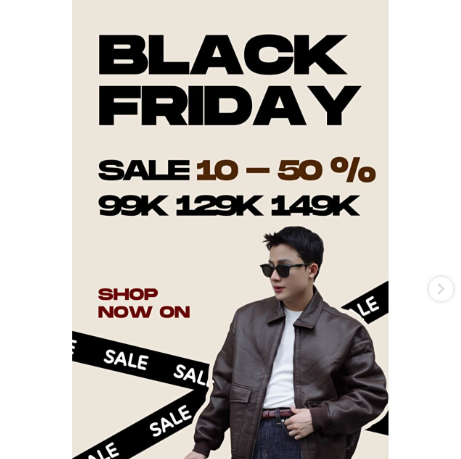 BLACK
FRIDAY
SALE 10 – 50 %
99K 129K 149K
SHOP
NOW ON
SALE
SALE
SALE